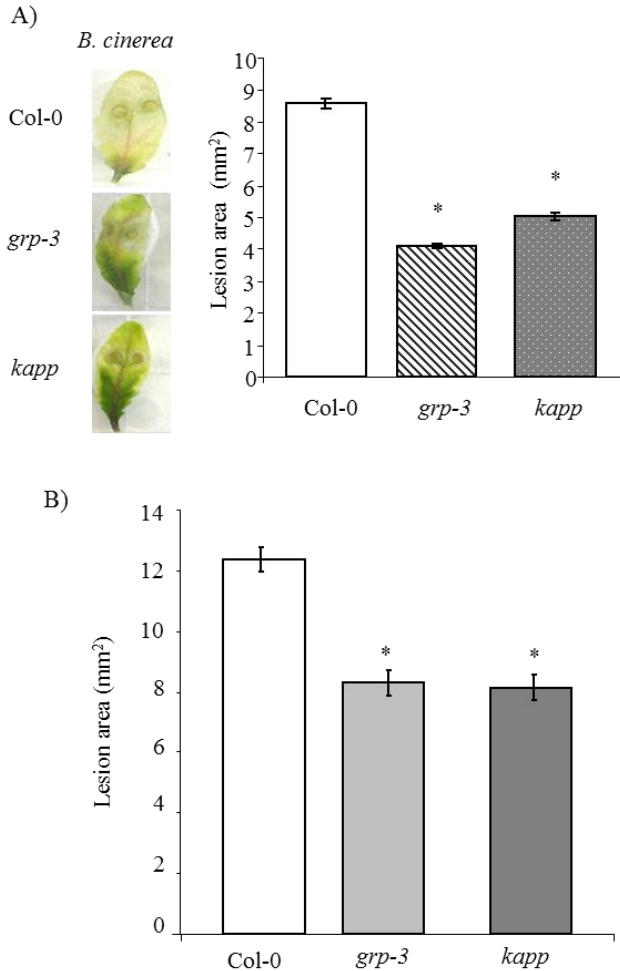 A)
B. cinerea
Col-0
grp-3
kapp
Lesion area (mm²)
10
9
8
7
6
5
4
3
2
1
0
*
*
Col-0
grp-3
kapp
B)
Lesion area (mm²)
14
12
10
8
6
4
2
0
*
*
Col-0
grp-3
kapp